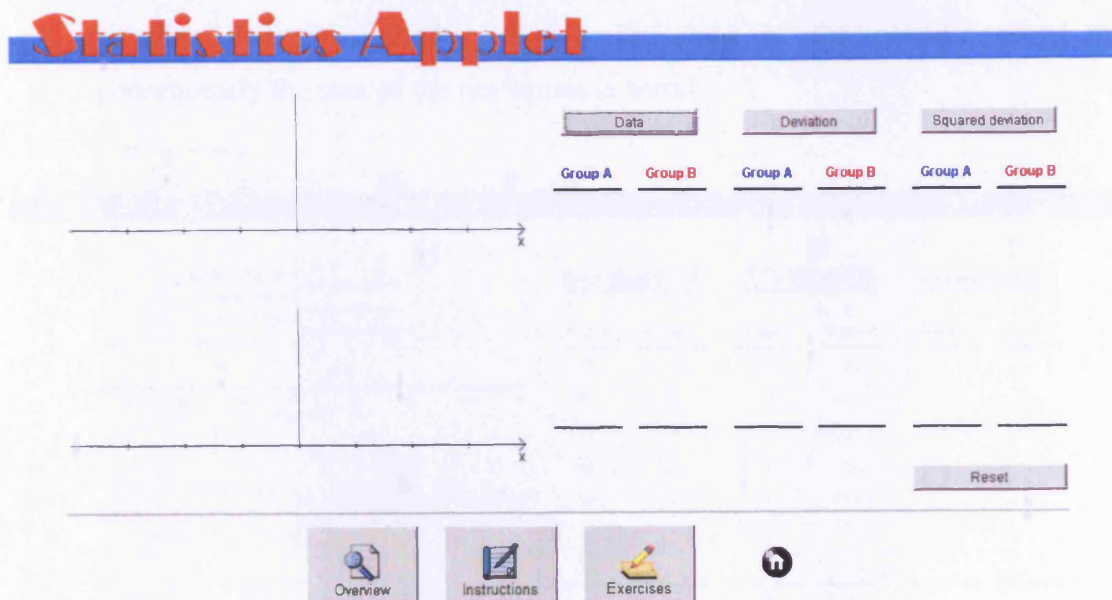 Statistics Applet
Data Deviation Squared deviation
Group A Group B Group A Group B Group A Group B
x
x
Reset
Overview Instructions Exercises